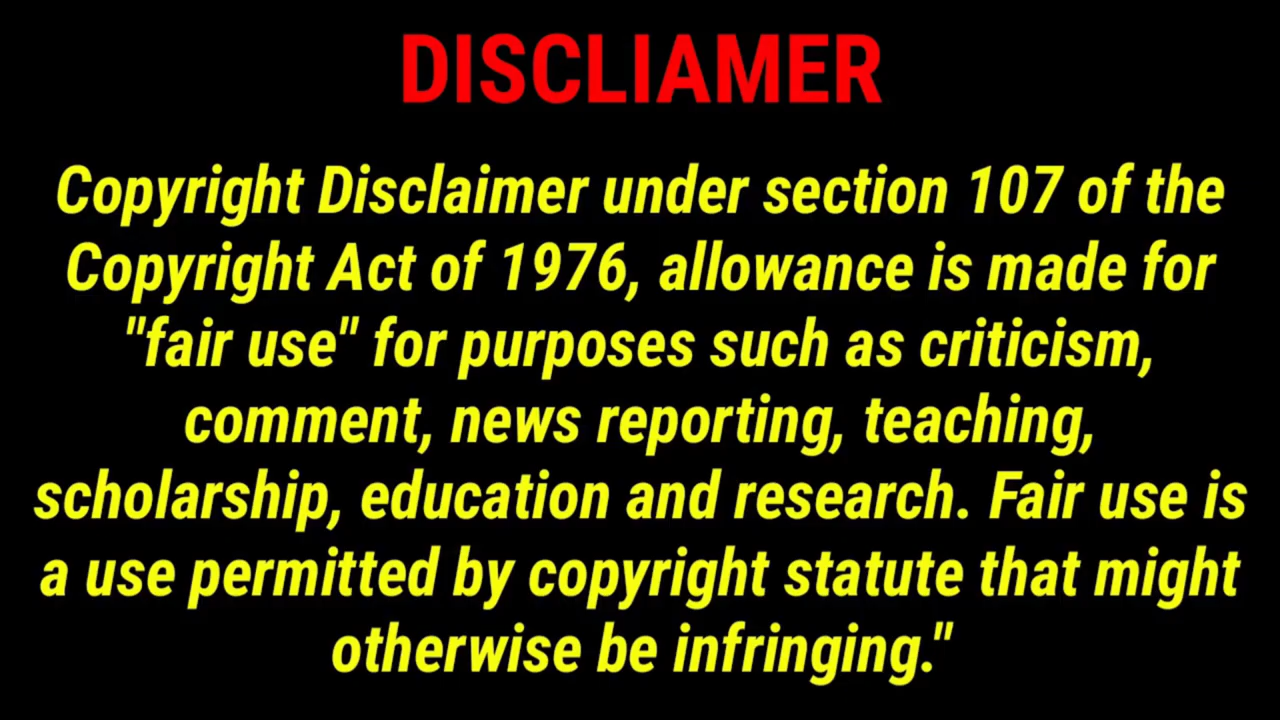 DISCLIAMER
Copyright Disclaimer under section 107 of the
Copyright Act of 1976, allowance is made for
"fair use" for purposes such as criticism,
comment, news reporting, teaching,
scholarship, education and research. Fair use is
a use permitted by copyright statute that might
otherwise be infringing."